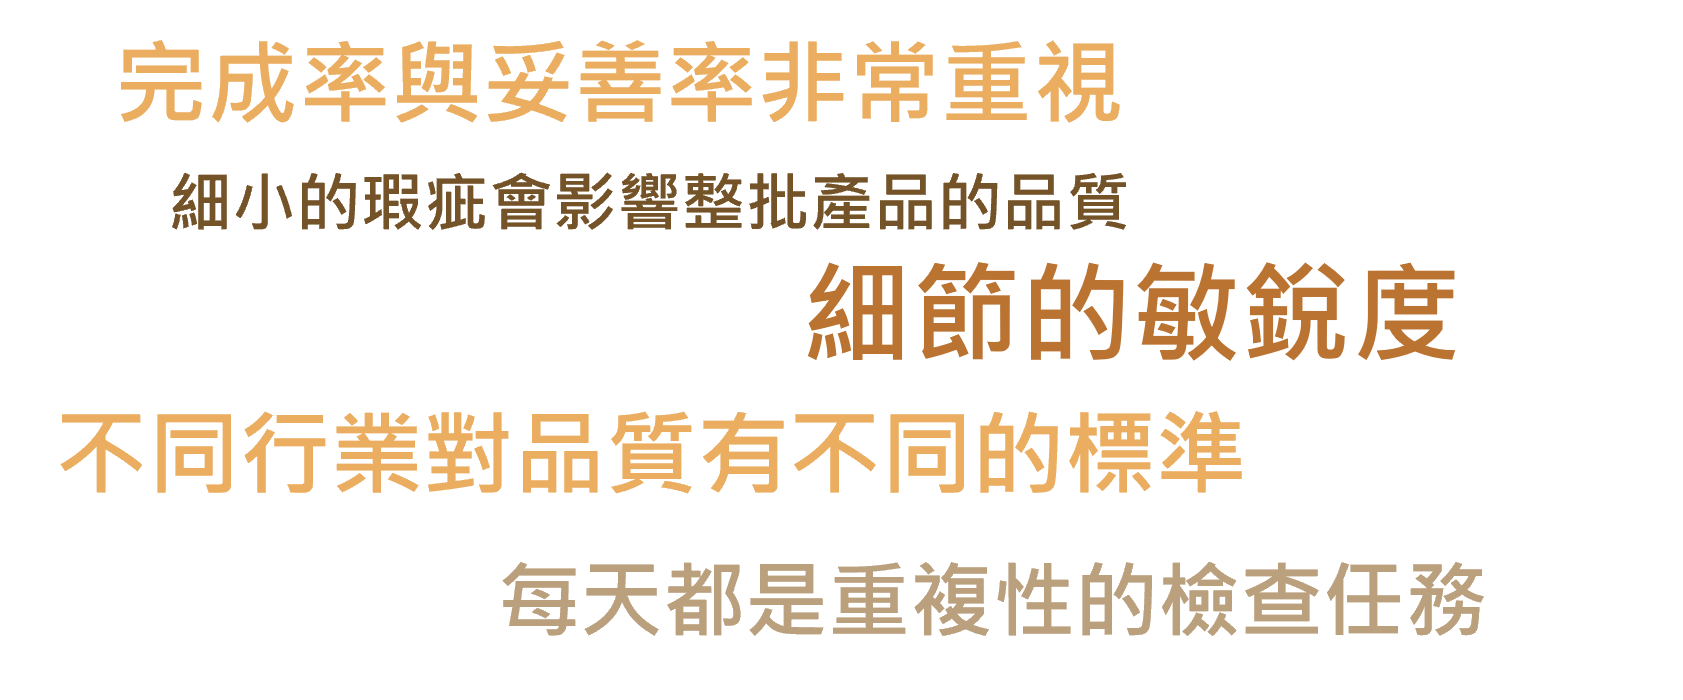 完成率與妥善率非常重視
細小的瑕疵會影響整批產品的品質
細節的敏銳度
不同行業對品質有不同的標準
每天都是重複性的檢查任務